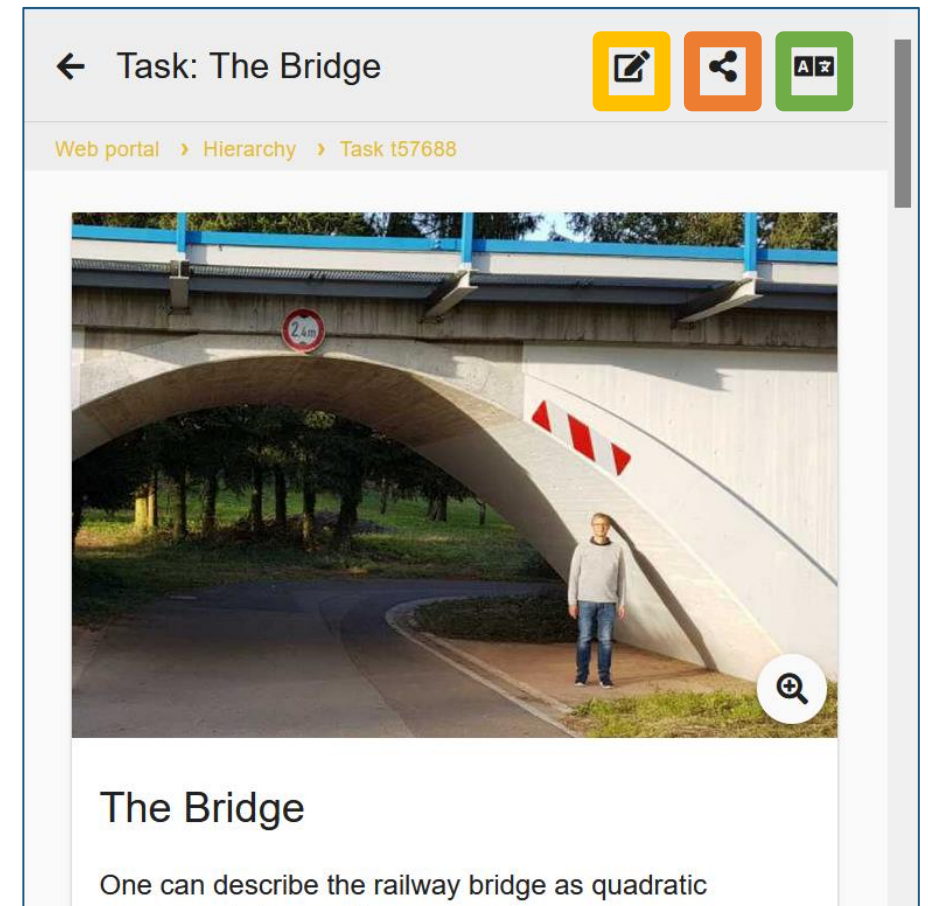 Task: The Bridge
A
Web portal › Hierarchy › Task t57688
2,4m
The Bridge
One can describe the railway bridge as quadratic